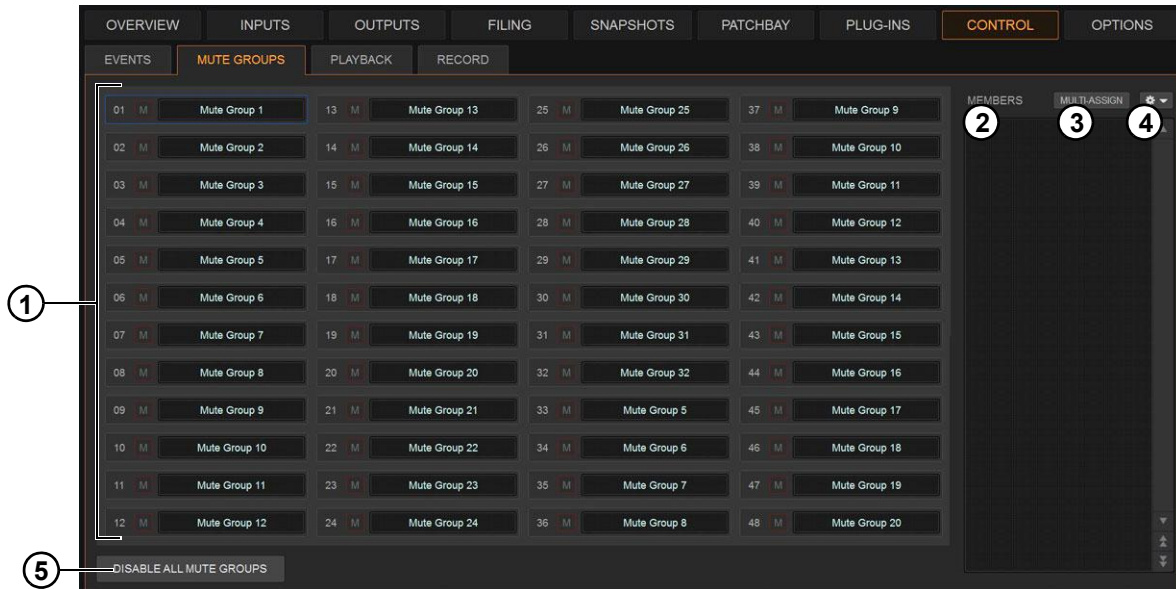 OVERVIEW INPUTS OUTPUTS FILING SNAPSHOTS PATCHBAY PLUG-INS CONTROL OPTIONS
EVENTS MUTE GROUPS PLAYBACK RECORD
MEMBERS MULTI-ASSIGN
2 3 4
01 M Mute Group 1 13 M Mute Group 13 25 M Mute Group 25 37 M Mute Group 9
02 M Mute Group 2 14 M Mute Group 14 26 M Mute Group 26 38 M Mute Group 10
03 M Mute Group 3 15 M Mute Group 15 27 M Mute Group 27 39 M Mute Group 11
04 M Mute Group 4 16 M Mute Group 16 28 M Mute Group 28 40 M Mute Group 12
05 M Mute Group 5 17 M Mute Group 17 29 M Mute Group 29 41 M Mute Group 13
1
06 M Mute Group 6 18 M Mute Group 18 30 M Mute Group 30 42 M Mute Group 14
07 M Mute Group 7 19 M Mute Group 19 31 M Mute Group 31 43 M Mute Group 15
08 M Mute Group 8 20 M Mute Group 20 32 M Mute Group 32 44 M Mute Group 16
09 M Mute Group 9 21 M Mute Group 21 33 M Mute Group 5 45 M Mute Group 17
10 M Mute Group 10 22 M Mute Group 22 34 M Mute Group 6 46 M Mute Group 18
11 M Mute Group 11 23 M Mute Group 23 35 M Mute Group 7 47 M Mute Group 19
12 M Mute Group 12 24 M Mute Group 24 36 M Mute Group 8 48 M Mute Group 20
5 DISABLE ALL MUTE GROUPS